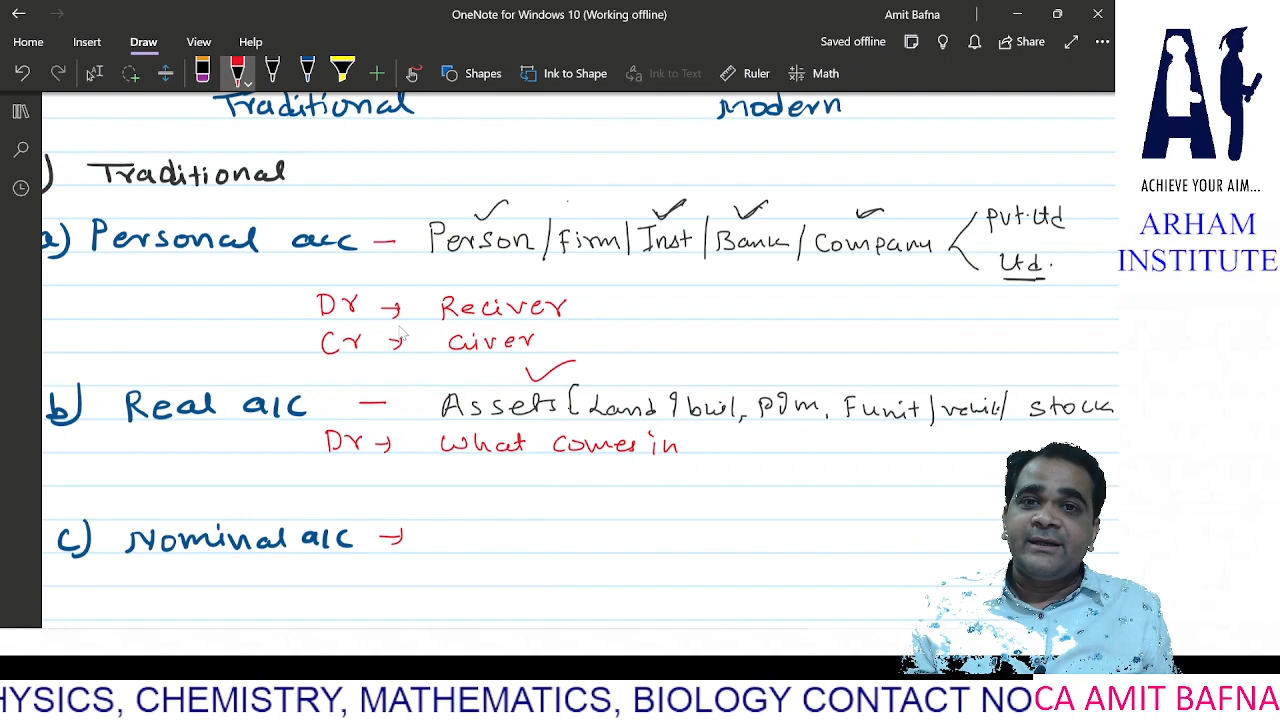 OneNote for Windows 10 (Working offline)
Amit Bafna
Home Insert Draw View Help
Saved offline
Share
Shapes
Ink to Shape
Ink to Text
Ruler
Math
Traditional Modern
) Traditional
a) Personal acc - Person / Firm / Inst / Bank / Company
Pvt. Ltd
Ltd.
Dr → Reciver
Cr → Giver
b) Real a/c - Assets [Land & buil, P&m, Funit / vehic / stock
Dr → What comes in
c) Nominal a/c →
ACHIEVE YOUR AIM...
ARHAM
INSTITUTE
HYSICS, CHEMISTRY, MATHEMATICS, BIOLOGY CONTACT NO
CA AMIT BAFNA